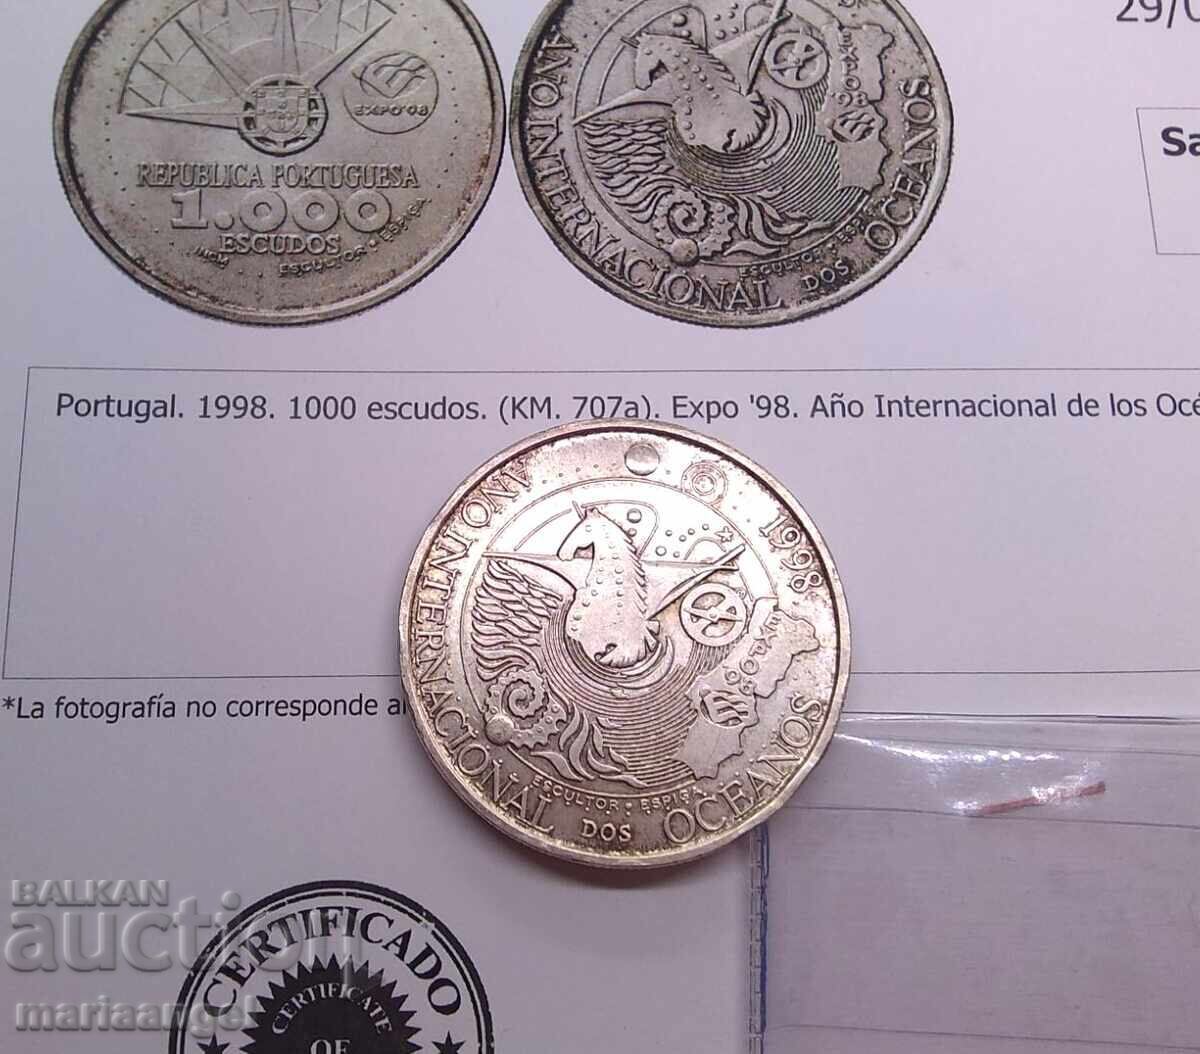 29/0
EXPO'98
REPUBLICA PORTUGUESA
1.000
ESCUDOS
INCM ESCULTOR · ESPIGA
ANO INTERNACIONAL DOS OCEANOS
EXPO 98
ESCULTOR · ESP
Sa
Portugal. 1998. 1000 escudos. (KM. 707a). Expo '98. Año Internacional de los Océ
ANO INTERNACIONAL DOS OCEANOS 1998
EXPO 98
ESCULTOR · ESPIGA
*La fotografía no corresponde a
BALKAN
auction
mariaangel
CERTIFICADO
CERTIFICATE
OF